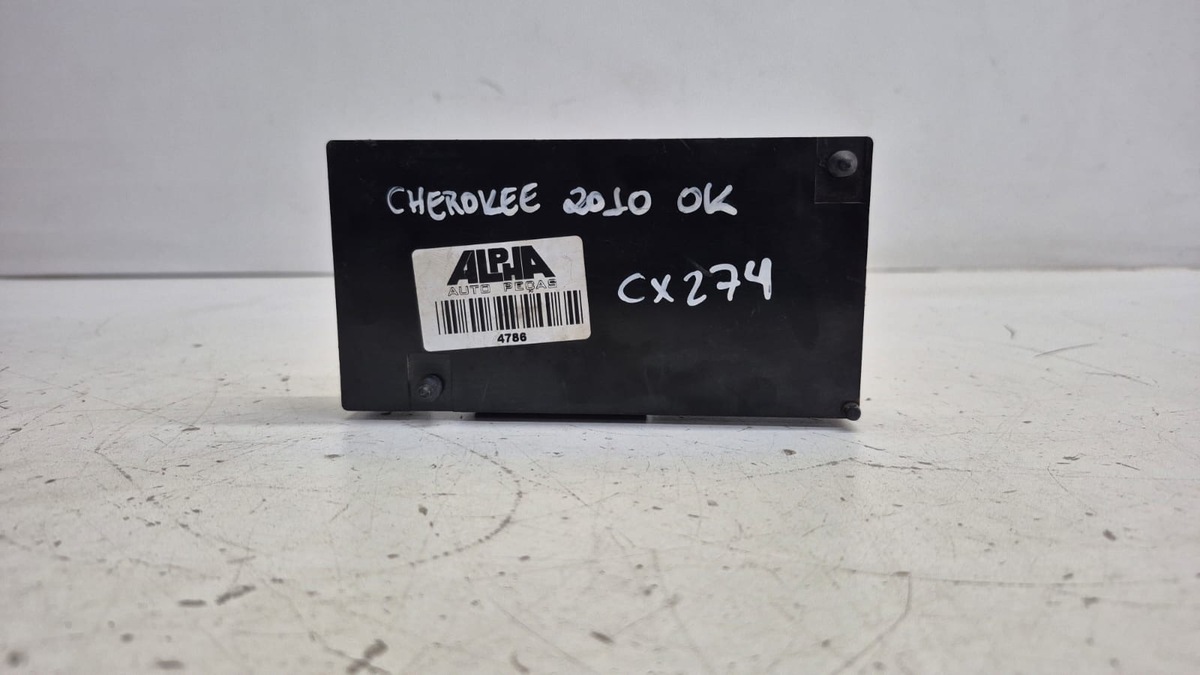 CHEROKEE 2010 OK
ALPHA
AUTO PEÇAS
4786
CX274